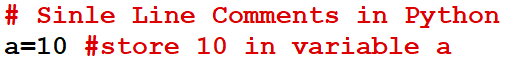 # Sinle Line Comments in Python
a=10 #store 10 in variable a